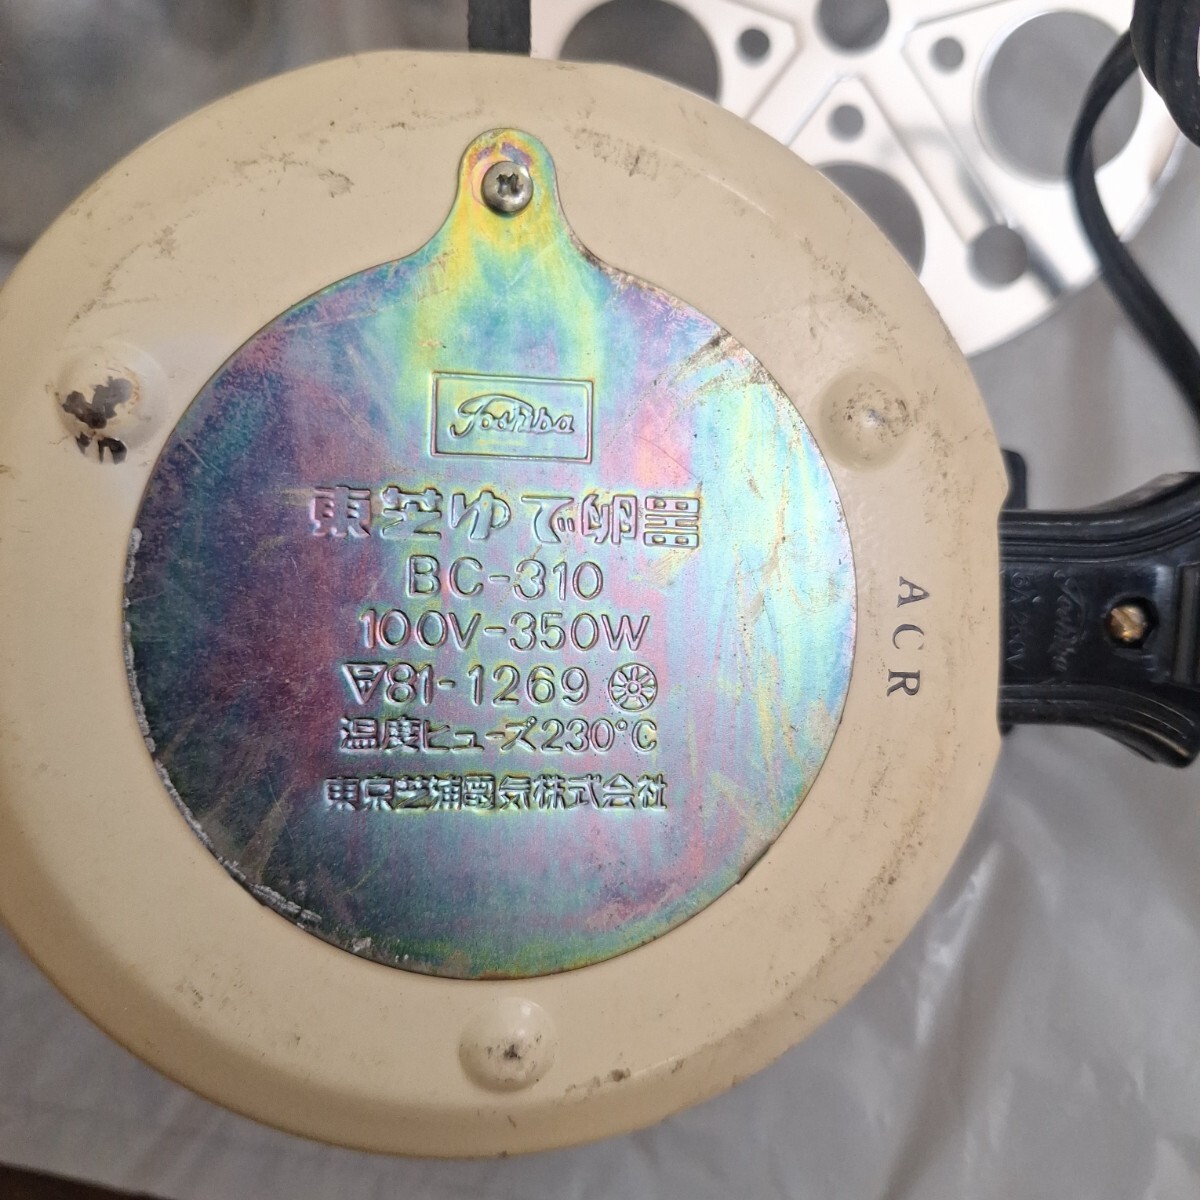 Toshiba
東芝ゆで卵器
BC-310
100V-350W
▽81-1269
温度ヒューズ230°C
東京芝浦電気株式会社
ACR
Toshiba